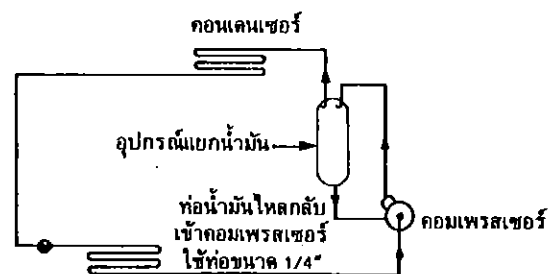 คอนเดนเซอร์
อุปกรณ์แยกน้ำมัน
ท่อน้ำมันไหลกลับ
เข้าคอมเพรสเซอร์
ใช้ท่อขนาด 1/4"
คอมเพรสเซอร์